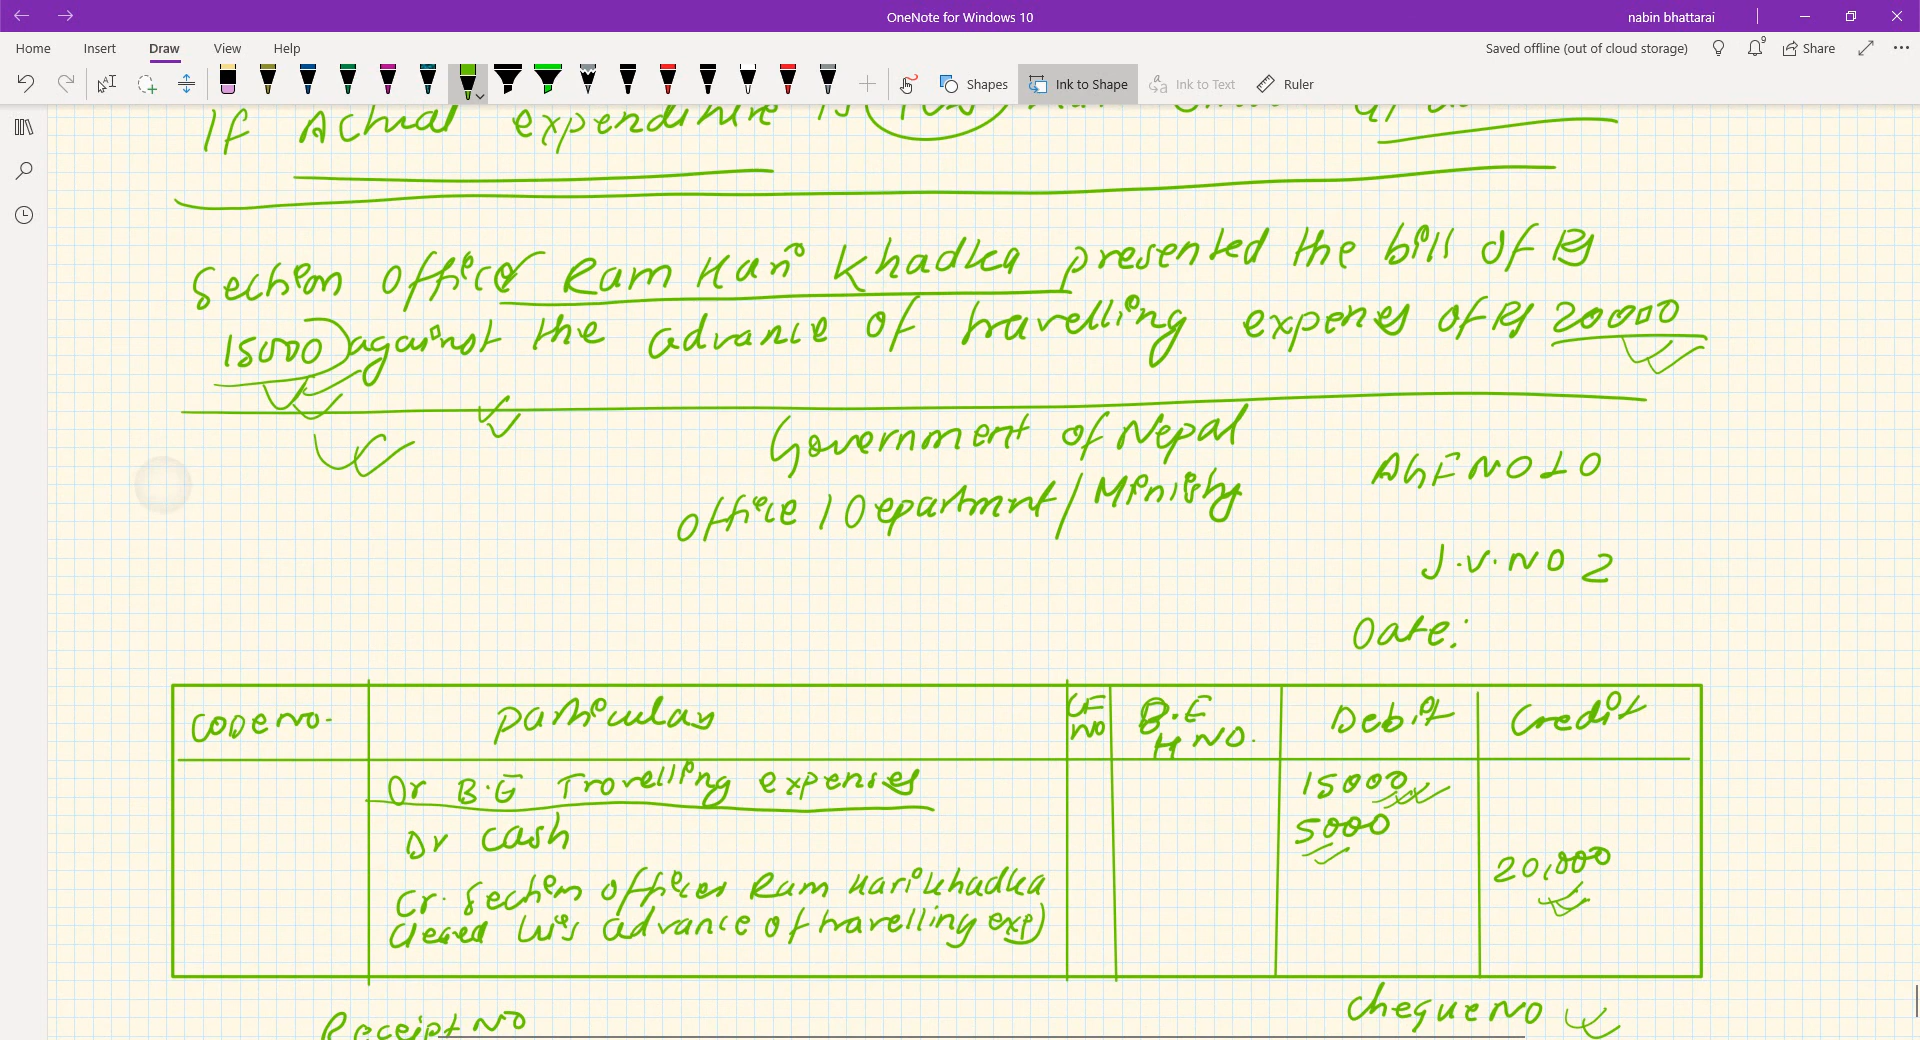 OneNote for Windows 10
nabin bhattarai
Home Insert Draw View Help
Saved offline (out of cloud storage)
9
Share
Shapes
Ink to Shape
Ink to Text
Ruler
If Actual expenditure is
Section officer Ram Hari Khadka presented the bill of Rs
15000 against the advance of travelling expenses of Rs 20000
Government of Nepal
AGF NO 10
Office / Department / Ministry
J.V. NO 2
Date:
CODE NO.
Particulars
NO
B.E
H NO.
Debit
Credit
Dr B.E Travelling expenses
15000
Dr Cash
5000
Cr. Section officer Ram Hari Khadka
20,000
advance of travelling exp)
Receipt NO
Cheque NO